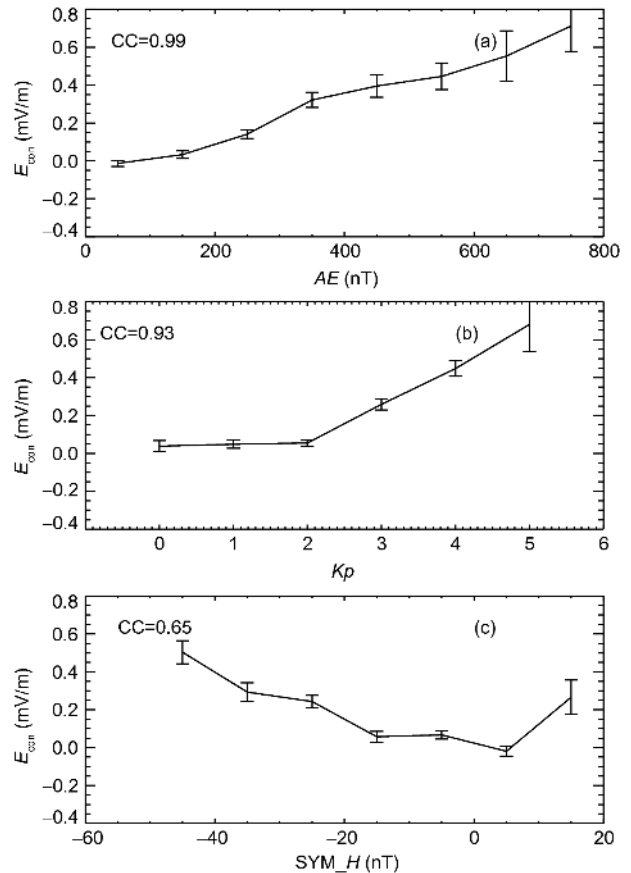 0.8
CC=0.99
(a)
0.6
0.4
0.2
0.0
–0.2
–0.4
E_con (mV/m)
0 200 400 600 800
AE (nT)
0.8
CC=0.93
(b)
0.6
0.4
0.2
0.0
–0.2
–0.4
E_con (mV/m)
0 1 2 3 4 5 6
Kp
0.8
CC=0.65
(c)
0.6
0.4
0.2
0.0
–0.2
–0.4
E_con (mV/m)
–60 –40 –20 0 20
SYM_H (nT)